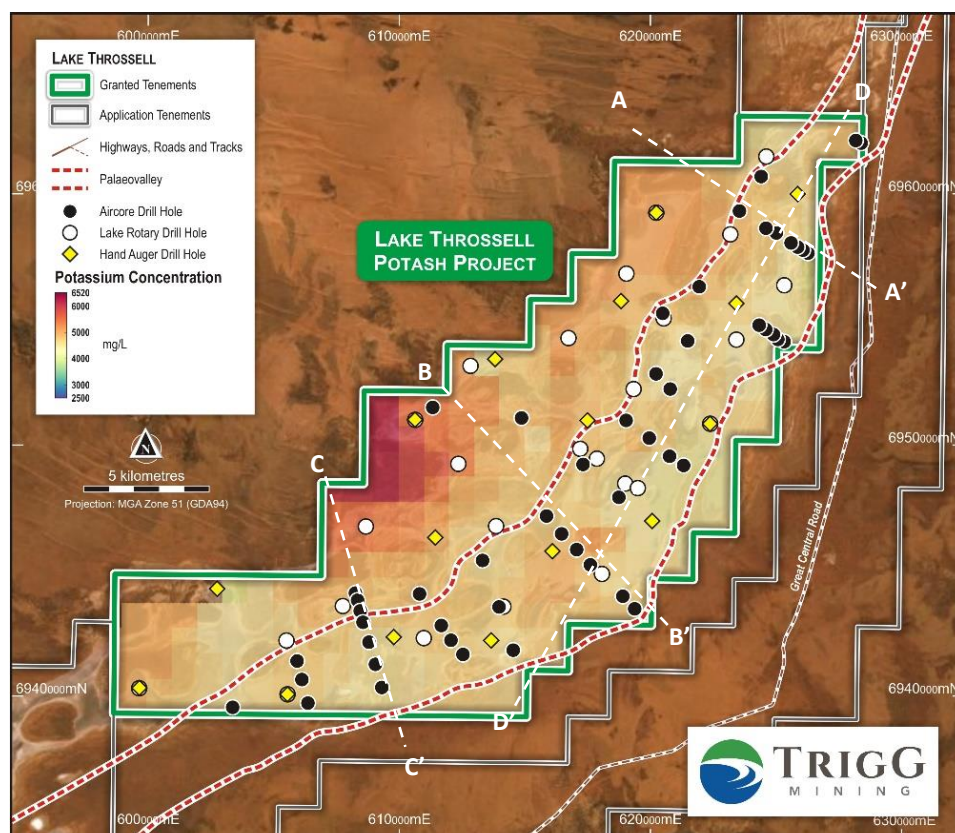 600000mE
610000mE
620000mE
630000mE
LAKE THROSSELL
Granted Tenements
Application Tenements
Highways, Roads and Tracks
Palaeovalley
Aircore Drill Hole
Lake Rotary Drill Hole
Hand Auger Drill Hole
Potassium Concentration
6520
6000
5000
4000
3000
2500
mg/L
N
5 kilometres
Projection: MGA Zone 51 (GDA94)
LAKE THROSSELL
POTASH PROJECT
A
D
6960000mN
A'
B
C
6950000mN
Great Central Road
B'
6940000mN
6940000mN
D'
C'
TRIGG
MINING
600000mE
610000mE
620000mE
630000mE